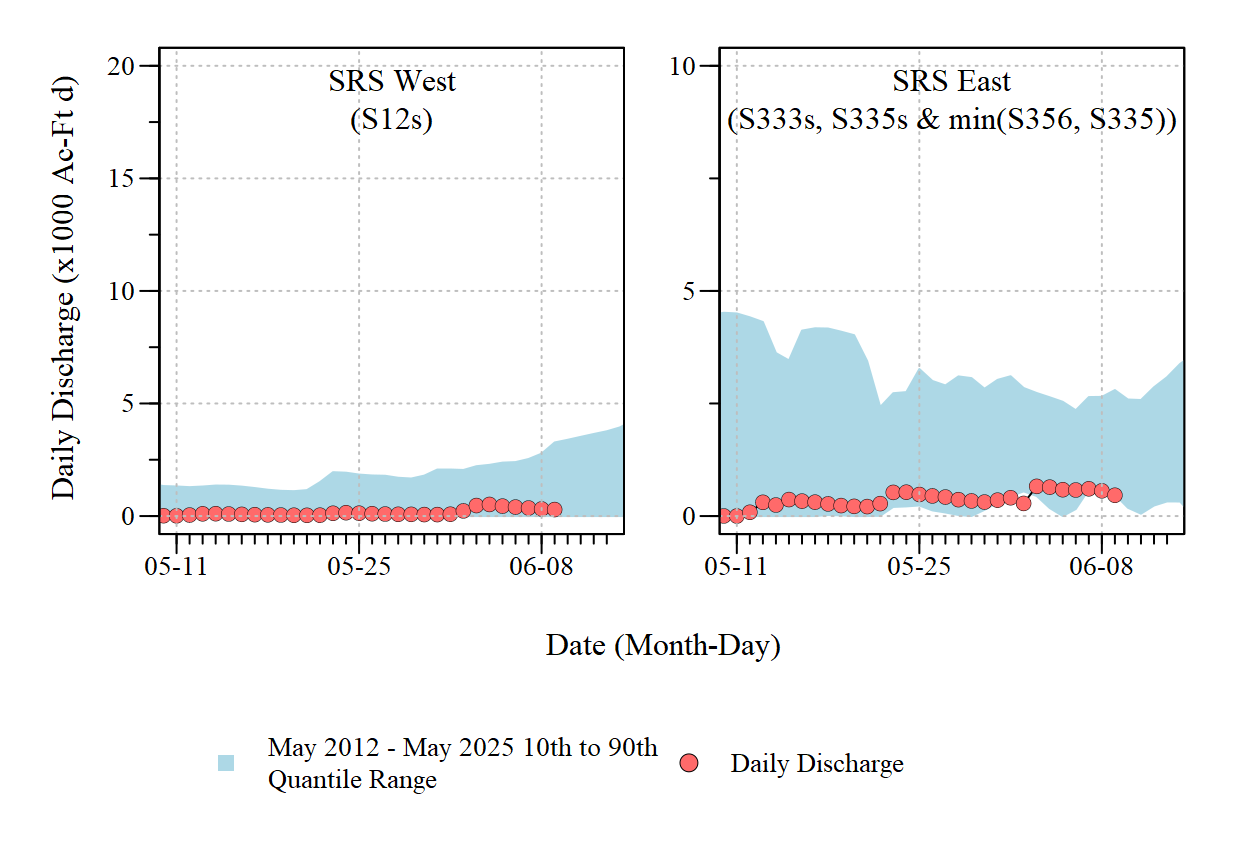 SRS West
(S12s)
20
15
10
5
0
Daily Discharge (x1000 Ac-Ft d)
05-11
05-25
06-08
SRS East
(S333s, S335s & min(S356, S335))
10
5
0
05-11
05-25
06-08
Date (Month-Day)
May 2012 - May 2025 10th to 90th
Quantile Range
Daily Discharge